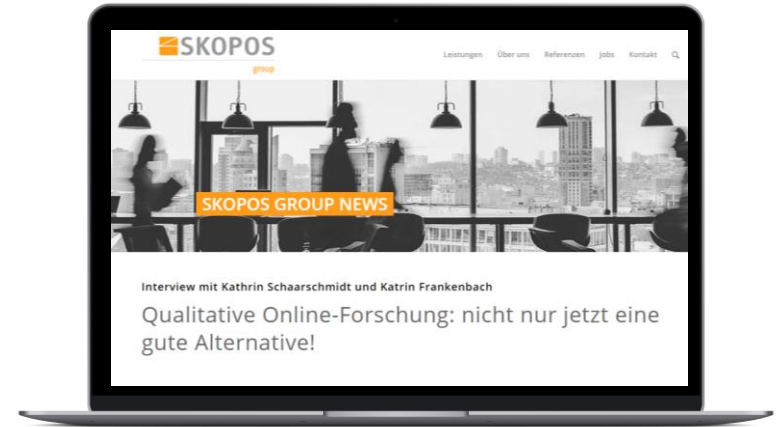 SKOPOS
group
Leistungen Über uns Referenzen Jobs Kontakt
SKOPOS GROUP NEWS
Interview mit Kathrin Schaarschmidt und Katrin Frankenbach
Qualitative Online-Forschung: nicht nur jetzt eine
gute Alternative!